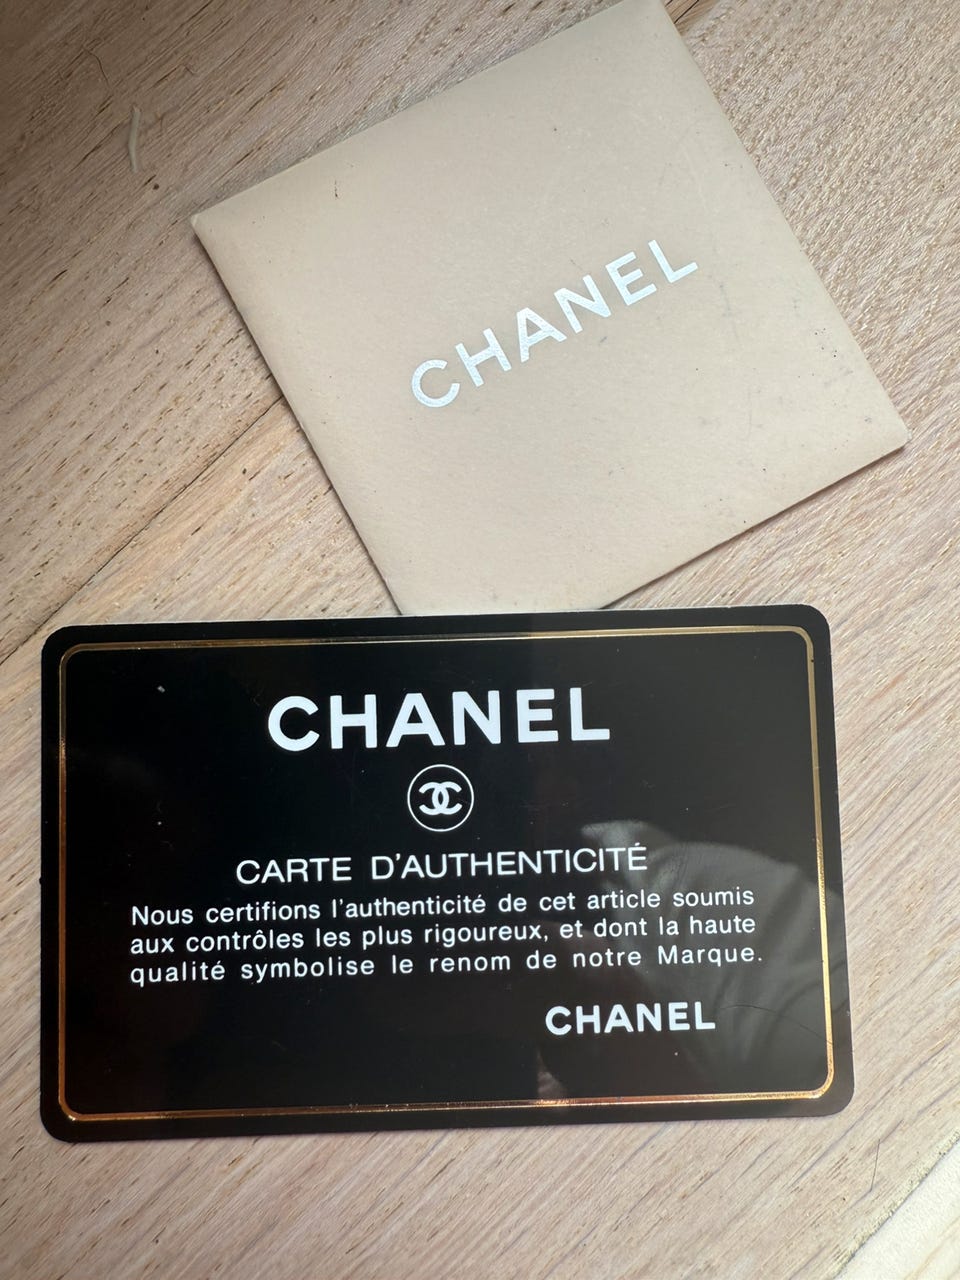 CHANEL
CHANEL
CARTE D'AUTHENTICITÉ
Nous certifions l'authenticité de cet article soumis
aux contrôles les plus rigoureux, et dont la haute
qualité symbolise le renom de notre Marque.
CHANEL